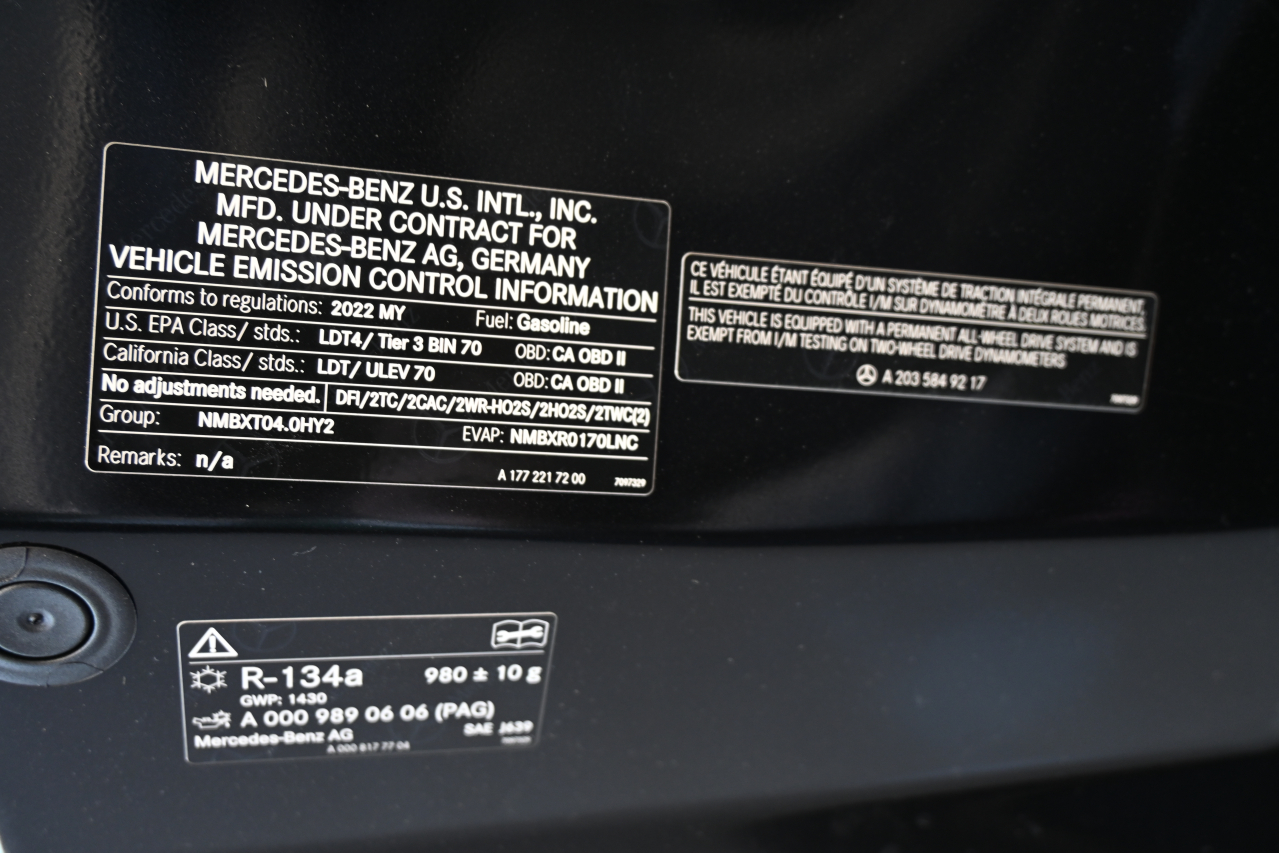 MERCEDES-BENZ U.S. INTL., INC.
MFD. UNDER CONTRACT FOR
MERCEDES-BENZ AG, GERMANY
VEHICLE EMISSION CONTROL INFORMATION
Conforms to regulations: 2022 MY Fuel: Gasoline
U.S. EPA Class/ stds.: LDT4/ Tier 3 BIN 70 OBD: CA OBD II
California Class/ stds.: LDT/ ULEV 70 OBD: CA OBD II
No adjustments needed. DFI/2TC/2CAC/2WR-HO2S/2HO2S/2TWC(2)
Group: NMBXT04.0HY2 EVAP: NMBXR0170LNC
Remarks: n/a
A 177 221 72 00 7097329
CE VÉHICULE ÉTANT ÉQUIPÉ D'UN SYSTÈME DE TRACTION INTÉGRALE PERMANENT,
IL EST EXEMPTÉ DU CONTRÔLE I/M SUR DYNAMOMÈTRE À DEUX ROUES MOTRICES.
THIS VEHICLE IS EQUIPPED WITH A PERMANENT ALL-WHEEL DRIVE SYSTEM AND IS
EXEMPT FROM I/M TESTING ON TWO-WHEEL DRIVE DYNAMOMETERS
A 203 584 92 17
R-134a 980 ± 10 g
GWP: 1430
A 000 989 06 06 (PAG)
Mercedes-Benz AG SAE J639
A 000 817 77 04